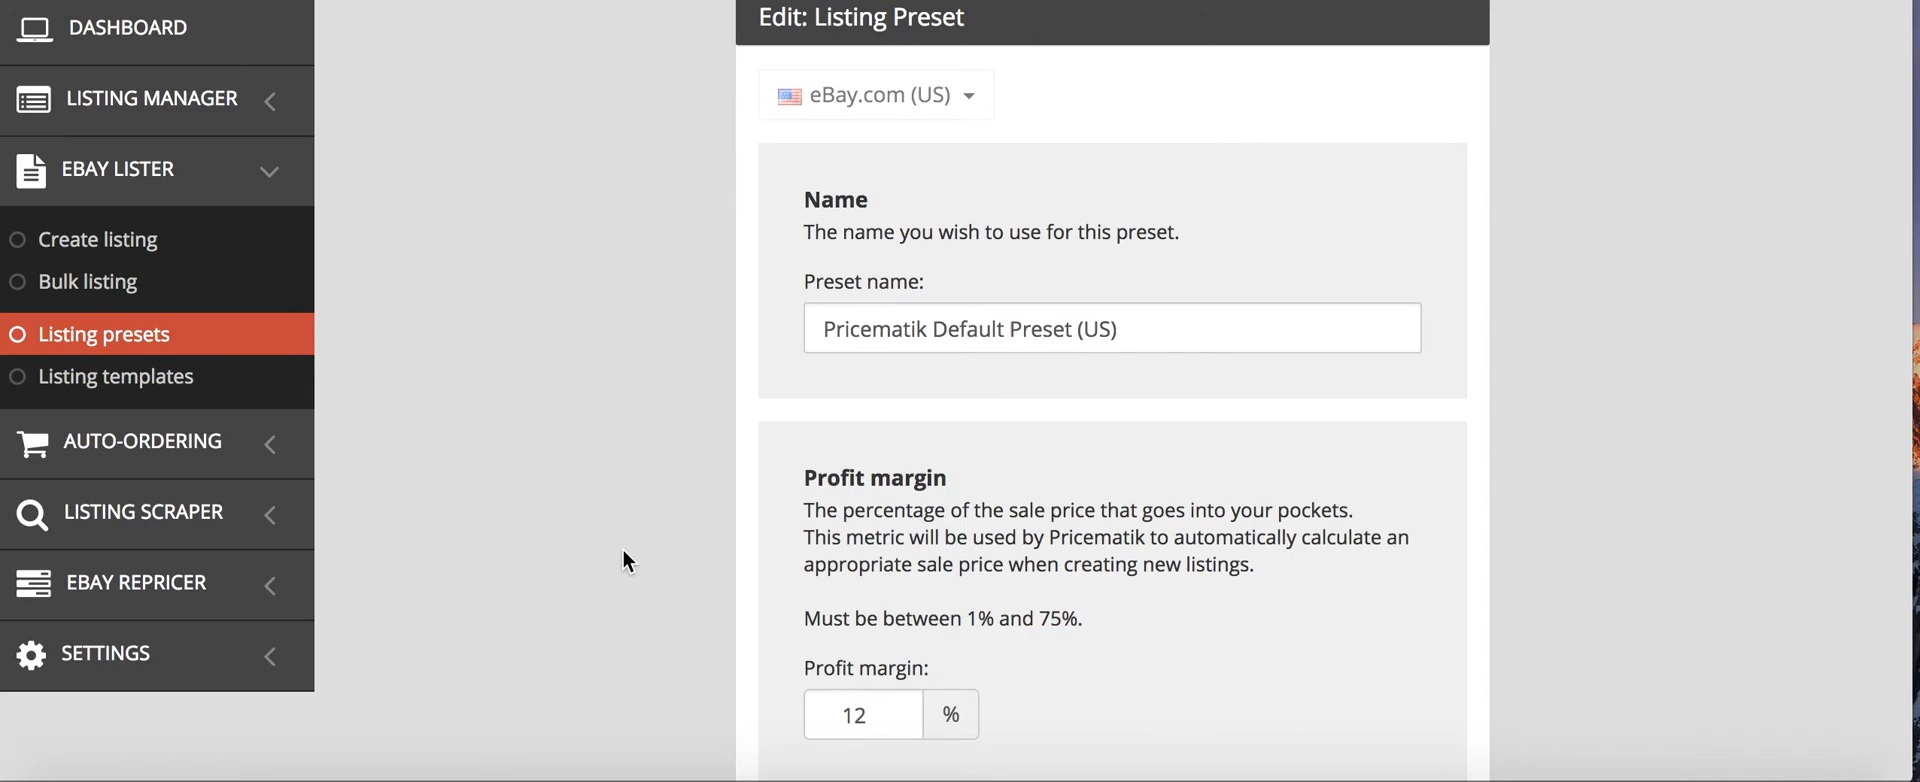 DASHBOARD
LISTING MANAGER
EBAY LISTER
Create listing
Bulk listing
Listing presets
Listing templates
AUTO-ORDERING
LISTING SCRAPER
EBAY REPRICER
SETTINGS
Edit: Listing Preset
eBay.com (US)
Name
The name you wish to use for this preset.
Preset name:
Pricematik Default Preset (US)
Profit margin
The percentage of the sale price that goes into your pockets.
This metric will be used by Pricematik to automatically calculate an
appropriate sale price when creating new listings.
Must be between 1% and 75%.
Profit margin:
12 %